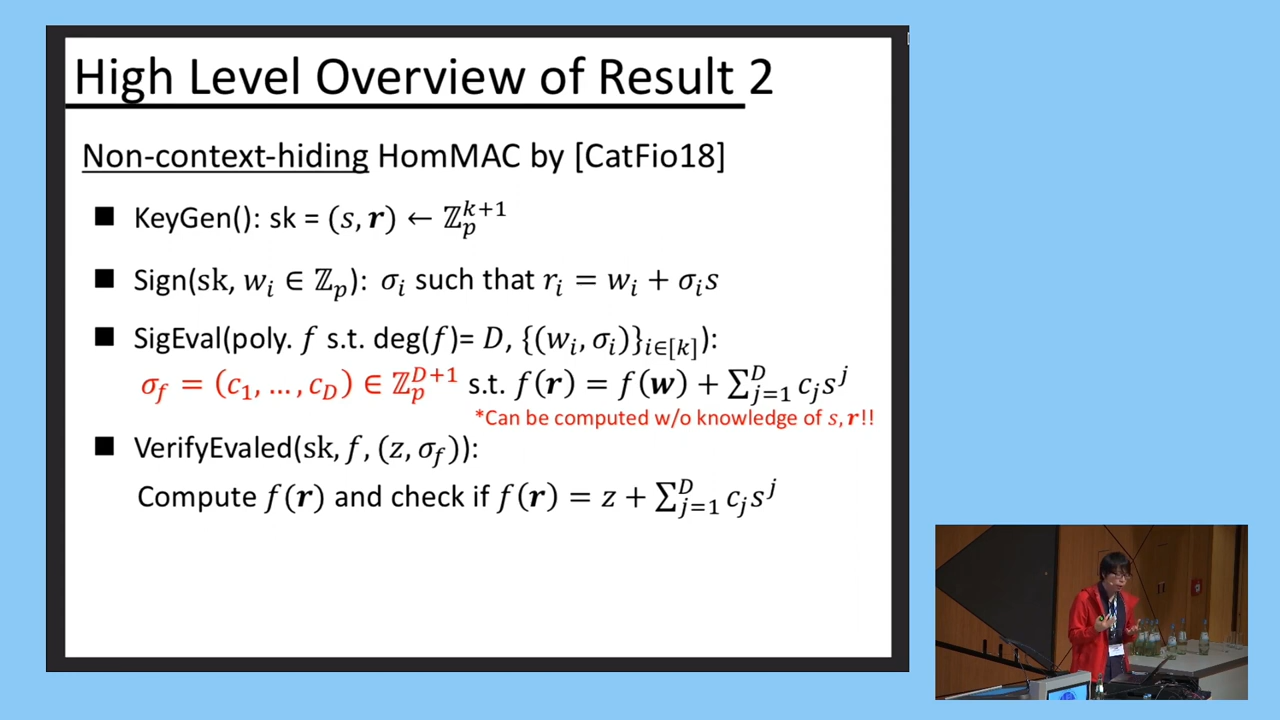 High Level Overview of Result 2
Non-context-hiding HomMAC by [CatFio18]
■ KeyGen(): sk = (s, r) ← ℤ_p^{k+1}
■ Sign(sk, w_i ∈ ℤ_p): σ_i such that r_i = w_i + σ_i s
■ SigEval(poly. f s.t. deg(f)= D, {(w_i, σ_i)}_{i∈[k]}):
σ_f = (c_1, …, c_D) ∈ ℤ_p^{D+1} s.t. f(r) = f(w) + ∑_{j=1}^{D} c_j s^j
*Can be computed w/o knowledge of s, r!!
■ VerifyEvaled(sk, f, (z, σ_f)):
Compute f(r) and check if f(r) = z + ∑_{j=1}^{D} c_j s^j